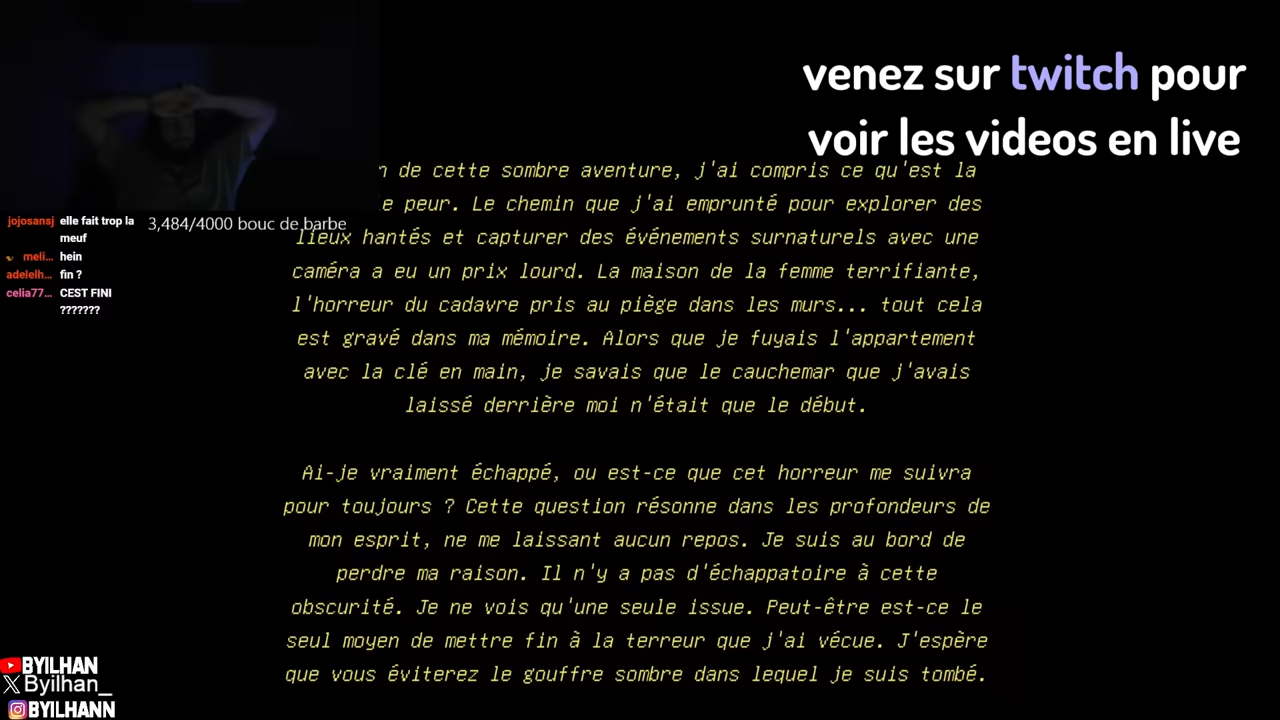 venez sur twitch pour
voir les videos en live
n de cette sombre aventure, j'ai compris ce qu'est la
e peur. Le chemin que j'ai emprunté pour explorer des
lieux hantés et capturer des événements surnaturels avec une
caméra a eu un prix lourd. La maison de la femme terrifiante,
l'horreur du cadavre pris au piège dans les murs... tout cela
est gravé dans ma mémoire. Alors que je fuyais l'appartement
avec la clé en main, je savais que le cauchemar que j'avais
laissé derrière moi n'était que le début.
Ai-je vraiment échappé, ou est-ce que cet horreur me suivra
pour toujours ? Cette question résonne dans les profondeurs de
mon esprit, ne me laissant aucun repos. Je suis au bord de
perdre ma raison. Il n'y a pas d'échappatoire à cette
obscurité. Je ne vois qu'une seule issue. Peut-être est-ce le
seul moyen de mettre fin à la terreur que j'ai vécue. J'espère
que vous éviterez le gouffre sombre dans lequel je suis tombé.
jojosansj elle fait trop la
meuf
meli... hein
adelelh... fin ?
celia77... CEST FINI
???????
3,484/4000 bouc de barbe
BYILHAN
Byilhan_
BYILHANN